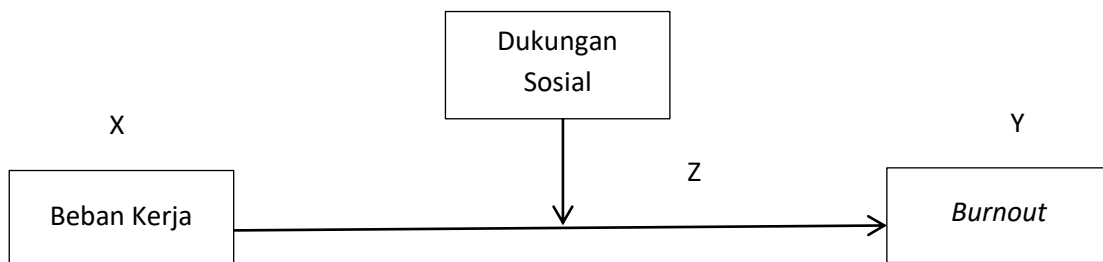 Dukungan
Sosial
X
Y
Z
Beban Kerja
Burnout